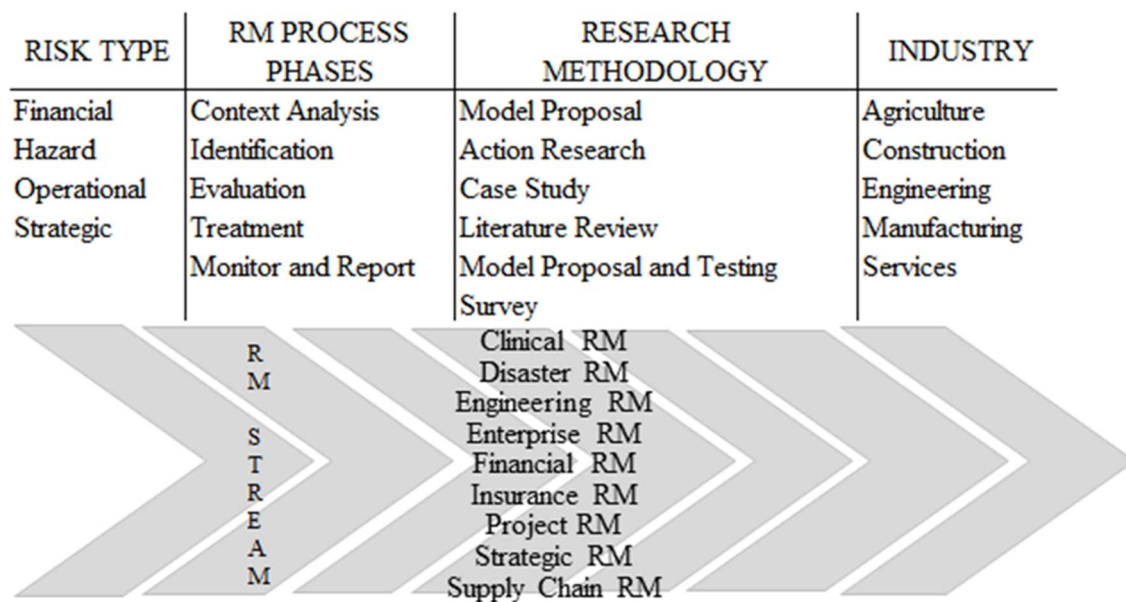 RISK TYPE
RM PROCESS
PHASES
RESEARCH
METHODOLOGY
INDUSTRY
Financial
Hazard
Operational
Strategic
Context Analysis
Identification
Evaluation
Treatment
Monitor and Report
Model Proposal
Action Research
Case Study
Literature Review
Model Proposal and Testing
Survey
Agriculture
Construction
Engineering
Manufacturing
Services
R
M
S
T
R
E
A
M
Clinical RM
Disaster RM
Engineering RM
Enterprise RM
Financial RM
Insurance RM
Project RM
Strategic RM
Supply Chain RM